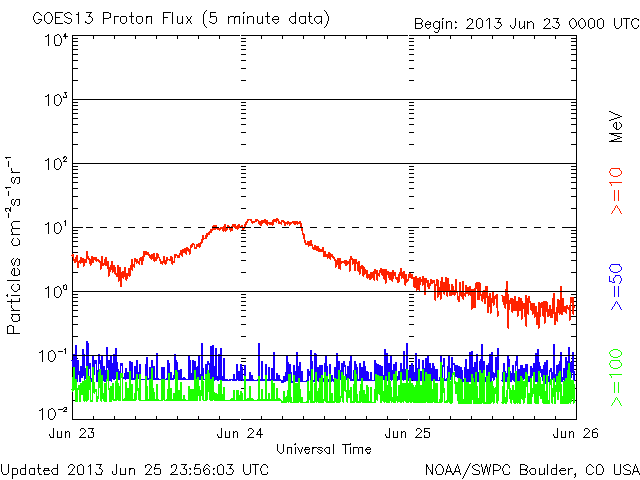 GOES13 Proton Flux (5 minute data)
Begin: 2013 Jun 23 0000 UTC
Particles cm⁻²s⁻¹sr⁻¹
10⁴
10³
10²
10¹
10⁰
10⁻¹
10⁻²
Jun 23
Jun 24
Jun 25
Jun 26
Universal Time
MeV
>=10
>=50
>=100
Updated 2013 Jun 25 23:56:03 UTC
NOAA/SWPC Boulder, CO USA